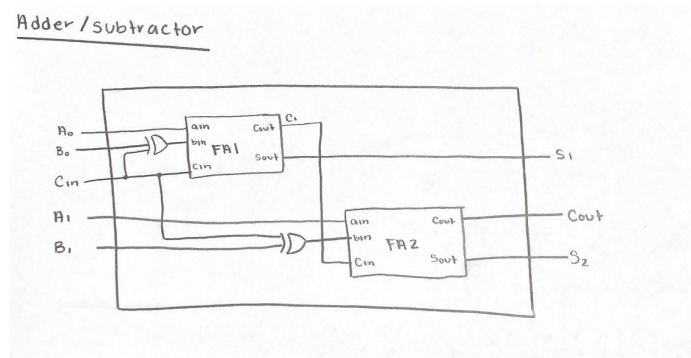 Adder/subtractor
A₀
B₀
Cin
ain
bin
Cin
FA1
Cout
Sout
C₀
S1
A1
B1
ain
bin
Cin
FA2
Cout
Sout
Cout
S2